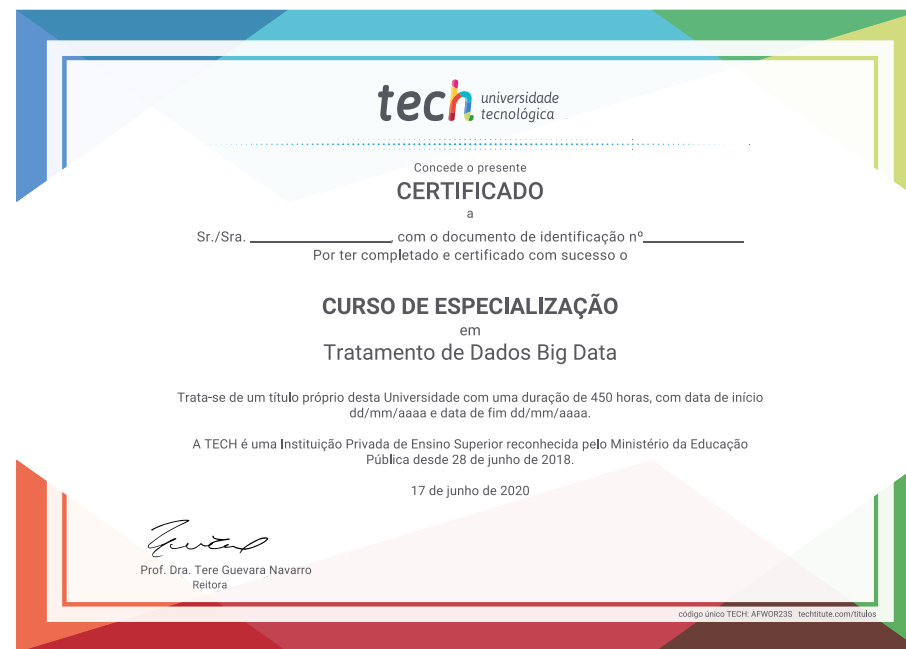 tech universidade
tecnológica
Concede o presente
CERTIFICADO
a
Sr./Sra. ____________________, com o documento de identificação nº______________
Por ter completado e certificado com sucesso o
CURSO DE ESPECIALIZAÇÃO
em
Tratamento de Dados Big Data
Trata-se de um título próprio desta Universidade com uma duração de 450 horas, com data de início
dd/mm/aaaa e data de fim dd/mm/aaaa.
A TECH é uma Instituição Privada de Ensino Superior reconhecida pelo Ministério da Educação
Pública desde 28 de junho de 2018.
17 de junho de 2020
Prof. Dra. Tere Guevara Navarro
Reitora
código único TECH: AFWOR23S techtitute.com/titulos